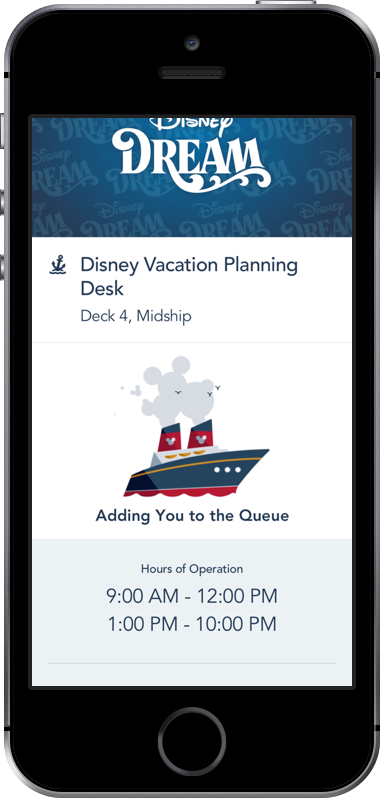 Disney
DREAM
Disney Vacation Planning
Desk
Deck 4, Midship
Adding You to the Queue
Hours of Operation
9:00 AM - 12:00 PM
1:00 PM - 10:00 PM